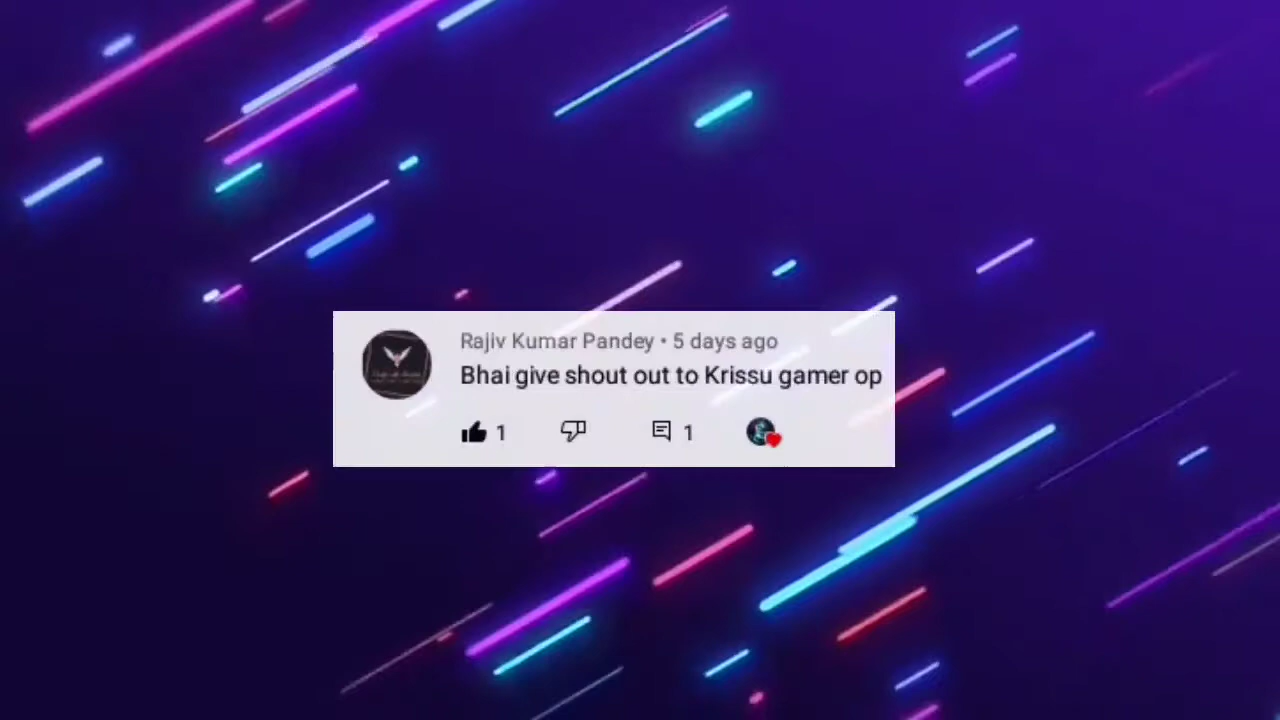 Rajiv Kumar Pandey • 5 days ago
Bhai give shout out to Krissu gamer op
1 1